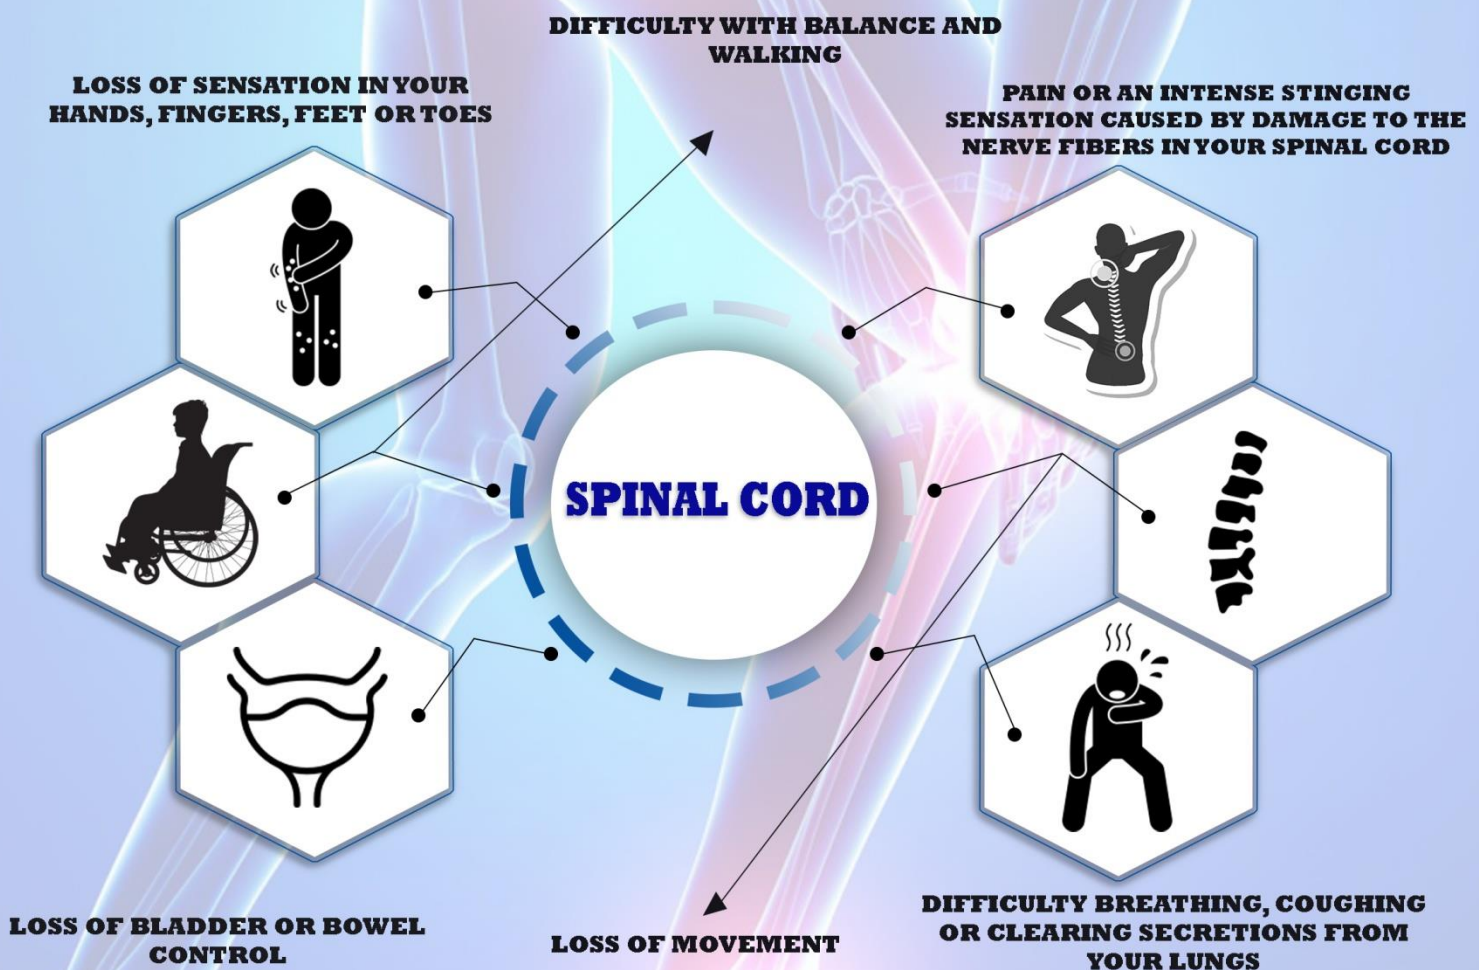 DIFFICULTY WITH BALANCE AND
WALKING
LOSS OF SENSATION IN YOUR
HANDS, FINGERS, FEET OR TOES
PAIN OR AN INTENSE STINGING
SENSATION CAUSED BY DAMAGE TO THE
NERVE FIBERS IN YOUR SPINAL CORD
SPINAL CORD
LOSS OF BLADDER OR BOWEL
CONTROL
LOSS OF MOVEMENT
DIFFICULTY BREATHING, COUGHING
OR CLEARING SECRETIONS FROM
YOUR LUNGS